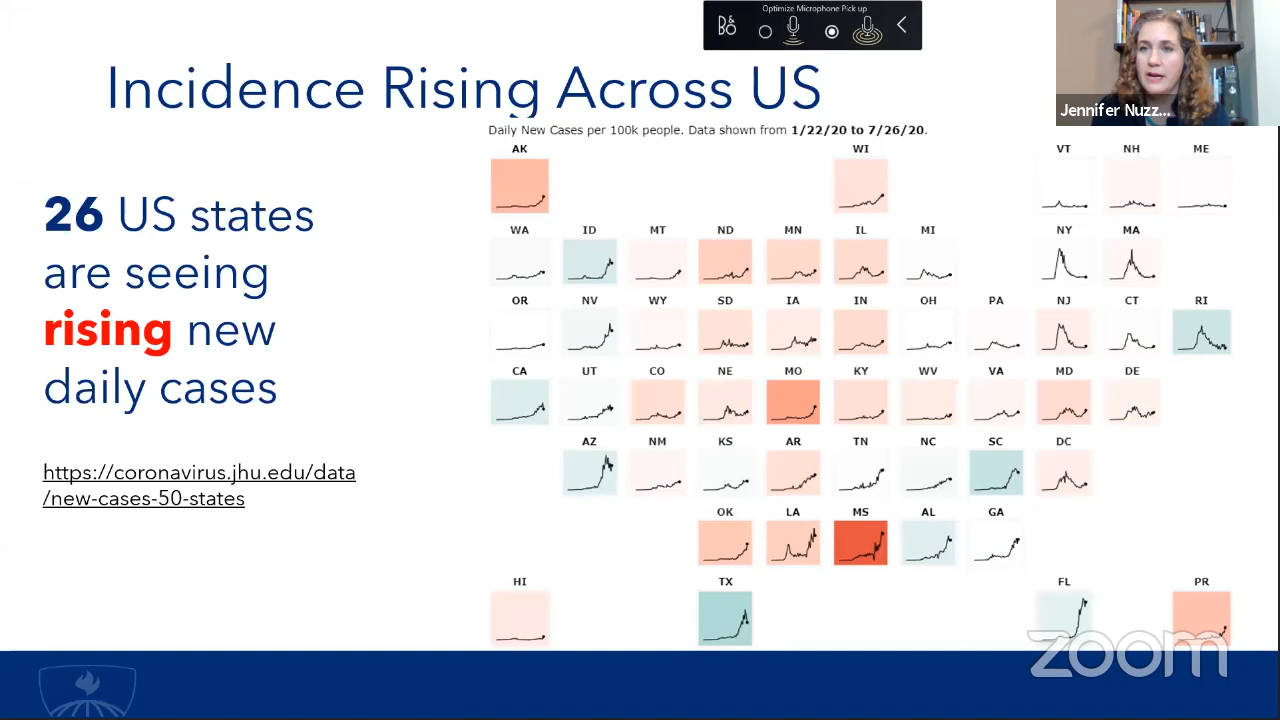 Optimize Microphone Pick up
B&O
Jennifer Nuzz...
Incidence Rising Across US
Daily New Cases per 100k people. Data shown from 1/22/20 to 7/26/20.
26 US states
are seeing
rising new
daily cases
https://coronavirus.jhu.edu/data
/new-cases-50-states
AK WI VT NH ME
WA ID MT ND MN IL MI NY MA
OR NV WY SD IA IN OH PA NJ CT RI
CA UT CO NE MO KY WV VA MD DE
AZ NM KS AR TN NC SC DC
OK LA MS AL GA
HI TX FL PR
zoom